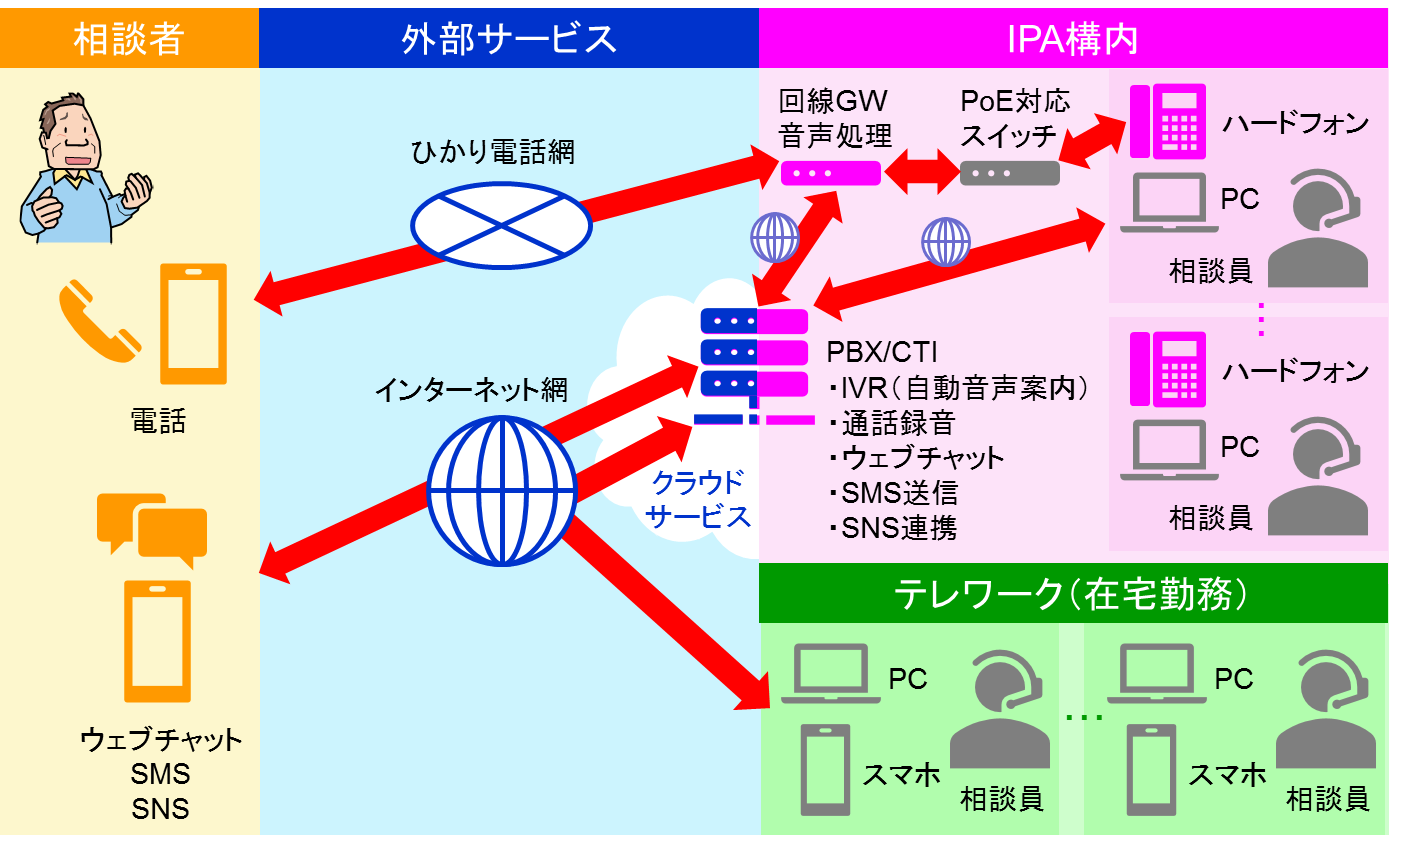 相談者
外部サービス
IPA構内
回線GW
音声処理
PoE対応
スイッチ
ハードフォン
PC
相談員
ひかり電話網
電話
インターネット網
クラウド
サービス
PBX/CTI
・IVR（自動音声案内）
・通話録音
・ウェブチャット
・SMS送信
・SNS連携
ハードフォン
PC
相談員
ウェブチャット
SMS
SNS
テレワーク（在宅勤務）
PC
スマホ
相談員
PC
スマホ
相談員